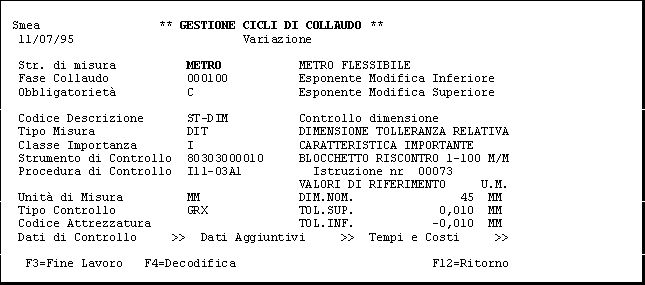 Smea ** GESTIONE CICLI DI COLLAUDO **
11/07/95 Variazione
Str. di misura METRO METRO FLESSIBILE
Fase Collaudo 000100 Esponente Modifica Inferiore
Obbligatorietà C Esponente Modifica Superiore
Codice Descrizione ST-DIM Controllo dimensione
Tipo Misura DIT DIMENSIONE TOLLERANZA RELATIVA
Classe Importanza I CARATTERISTICA IMPORTANTE
Strumento di Controllo 80303000010 BLOCCHETTO RISCONTRO 1-100 M/M
Procedura di Controllo I11-03A1 Istruzione nr 00073
VALORI DI RIFERIMENTO U.M.
Unità di Misura MM DIM.NOM. 45 MM
Tipo Controllo GRX TOL.SUP. 0,010 MM
Codice Attrezzatura TOL.INF. -0,010 MM
Dati di Controllo >> Dati Aggiuntivi >> Tempi e Costi >>
F3=Fine Lavoro F4=Decodifica F12=Ritorno